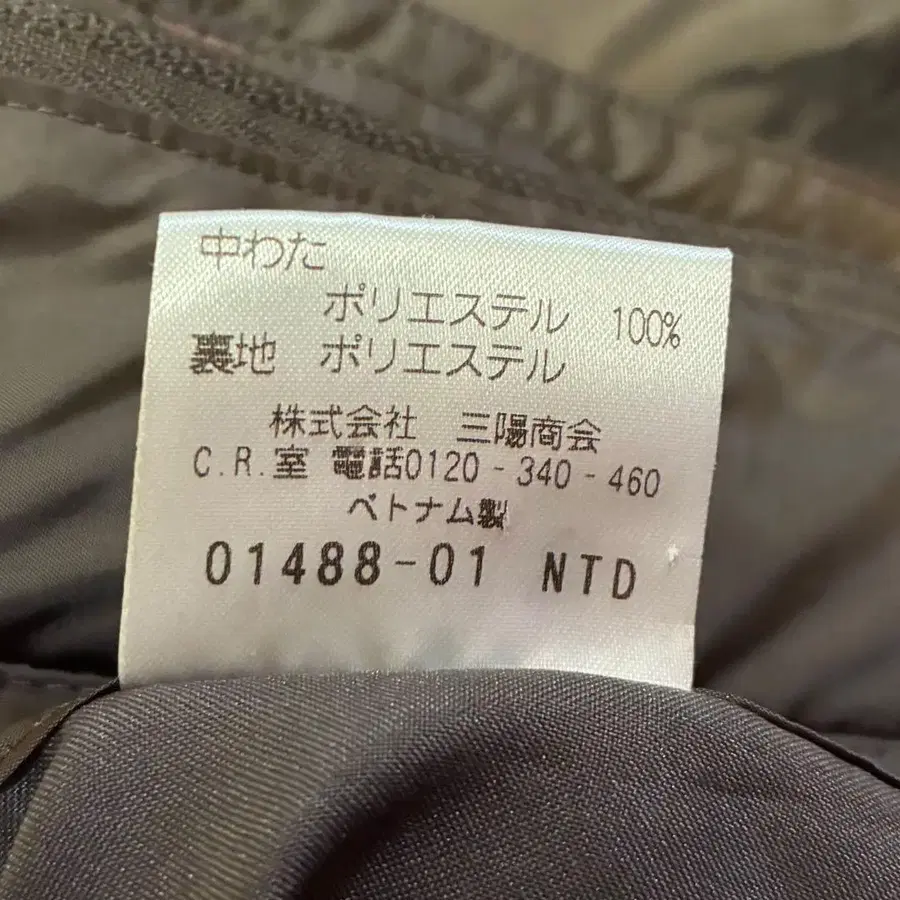 中わた
ポリエステル 100%
裏地 ポリエステル
株式会社 三陽商会
C.R.室 電話0120-340-460
ベトナム製
01488-01 NTD